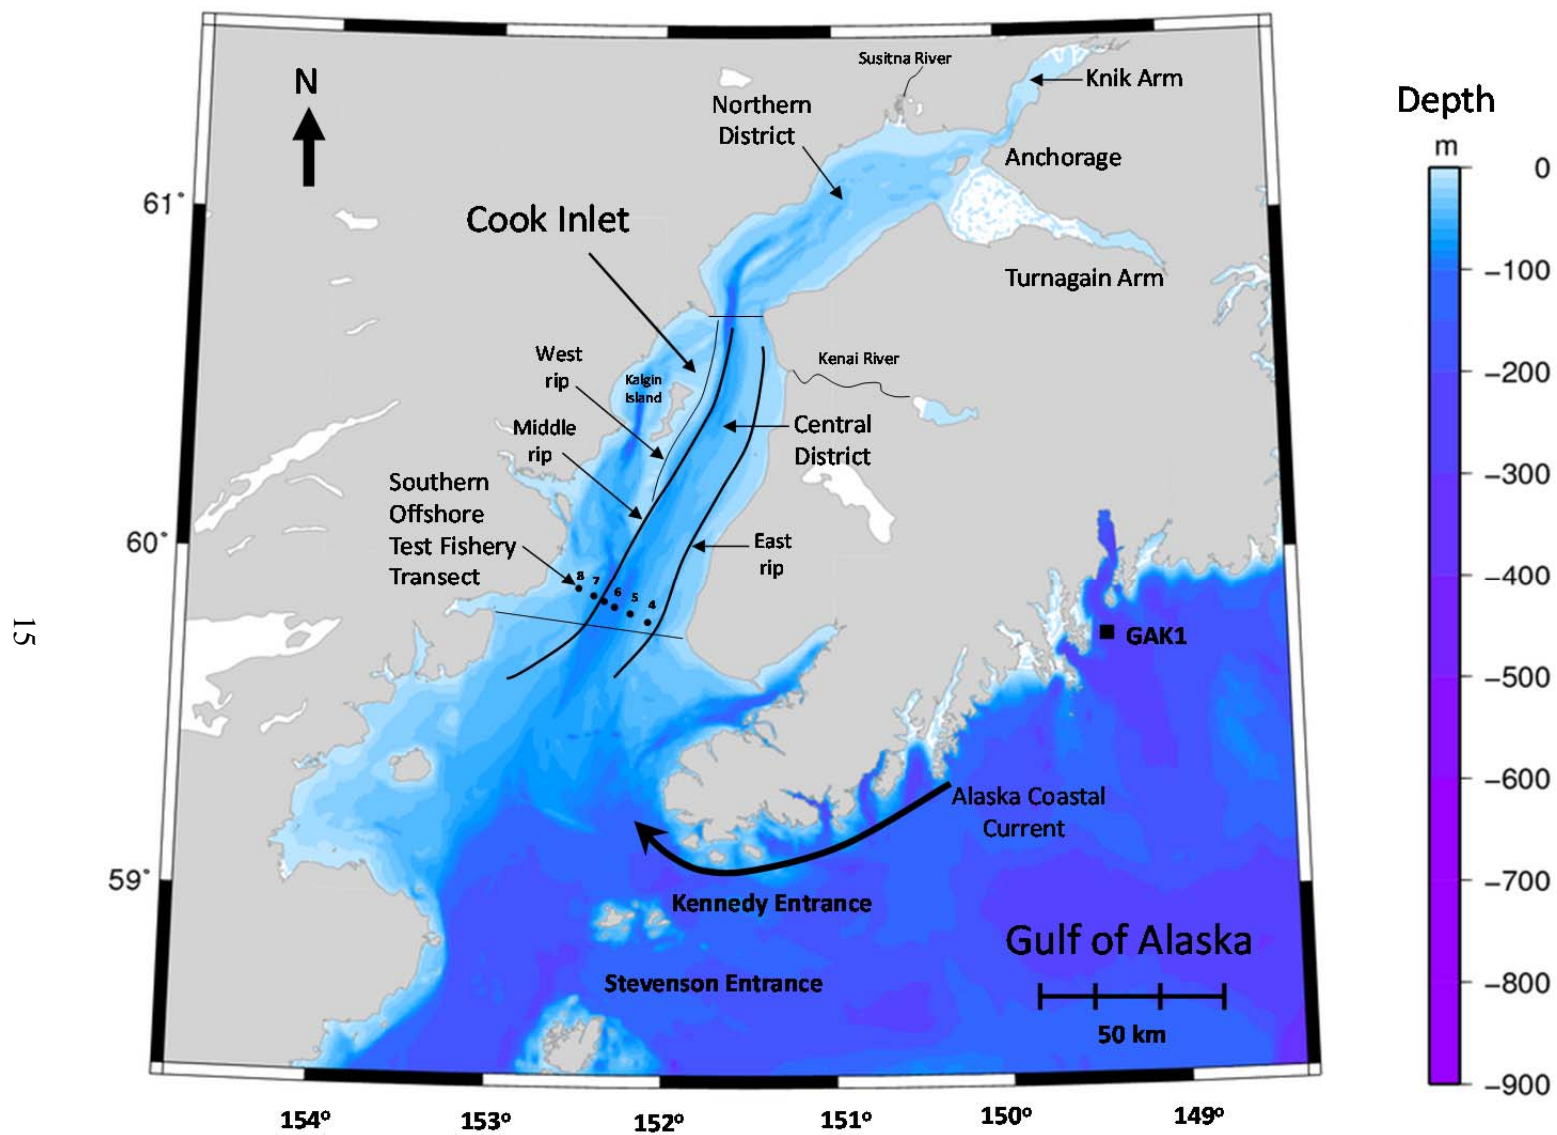 Susitna River
Knik Arm
N
Northern
District
Depth
m
Anchorage
Cook Inlet
61°
Turnagain Arm
West
rip
Kalgin
Island
Kenai River
Middle
rip
Central
District
Southern
Offshore
Test Fishery
Transect
60°
East
rip
8
7
6
5
4
15
GAK1
Alaska Coastal
Current
59°
Kennedy Entrance
Gulf of Alaska
Stevenson Entrance
50 km
154°
153°
152°
151°
150°
149°
0
-100
-200
-300
-400
-500
-600
-700
-800
-900